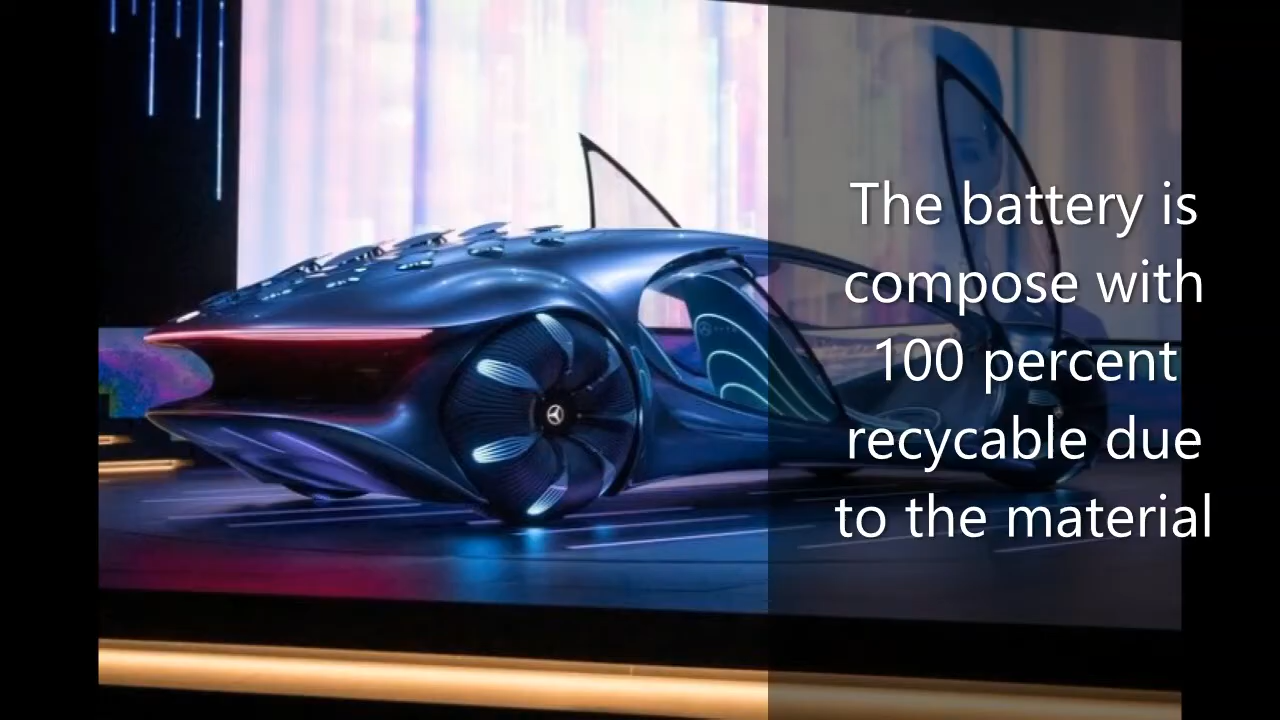 The battery is
compose with
100 percent
recycable due
to the material